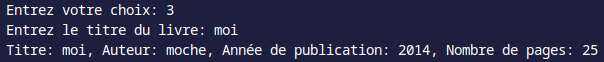 Entrez votre choix: 3
Entrez le titre du livre: moi
Titre: moi, Auteur: moche, Année de publication: 2014, Nombre de pages: 25